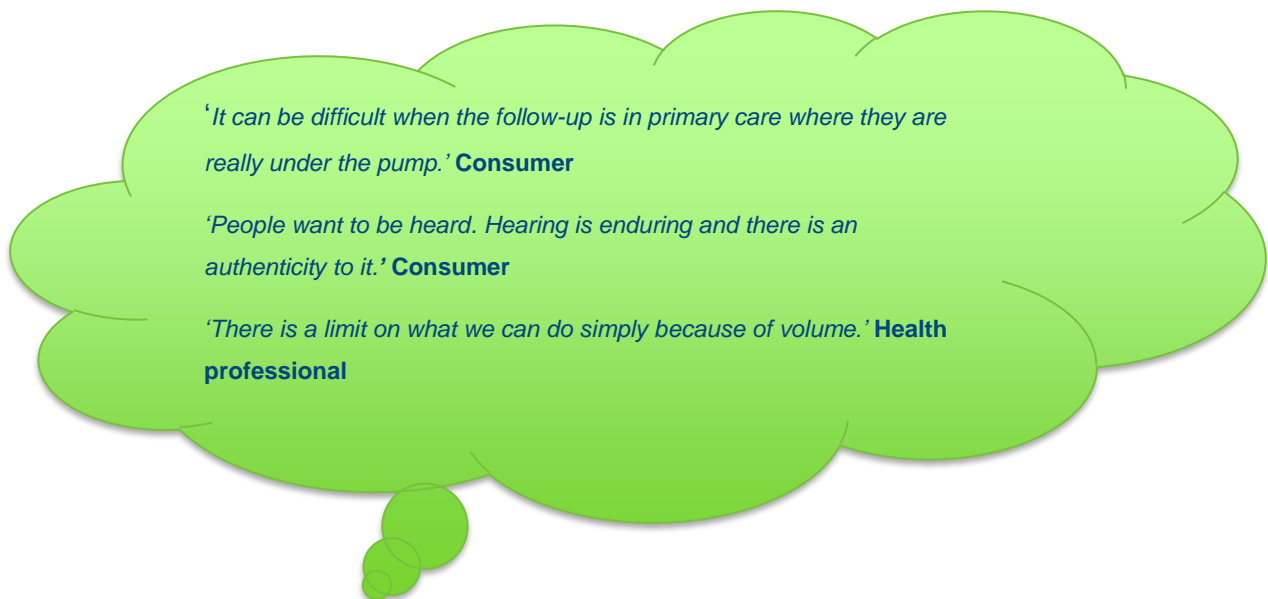 ‘It can be difficult when the follow-up is in primary care where they are
really under the pump.’ Consumer
‘People want to be heard. Hearing is enduring and there is an
authenticity to it.’ Consumer
‘There is a limit on what we can do simply because of volume.’ Health
professional